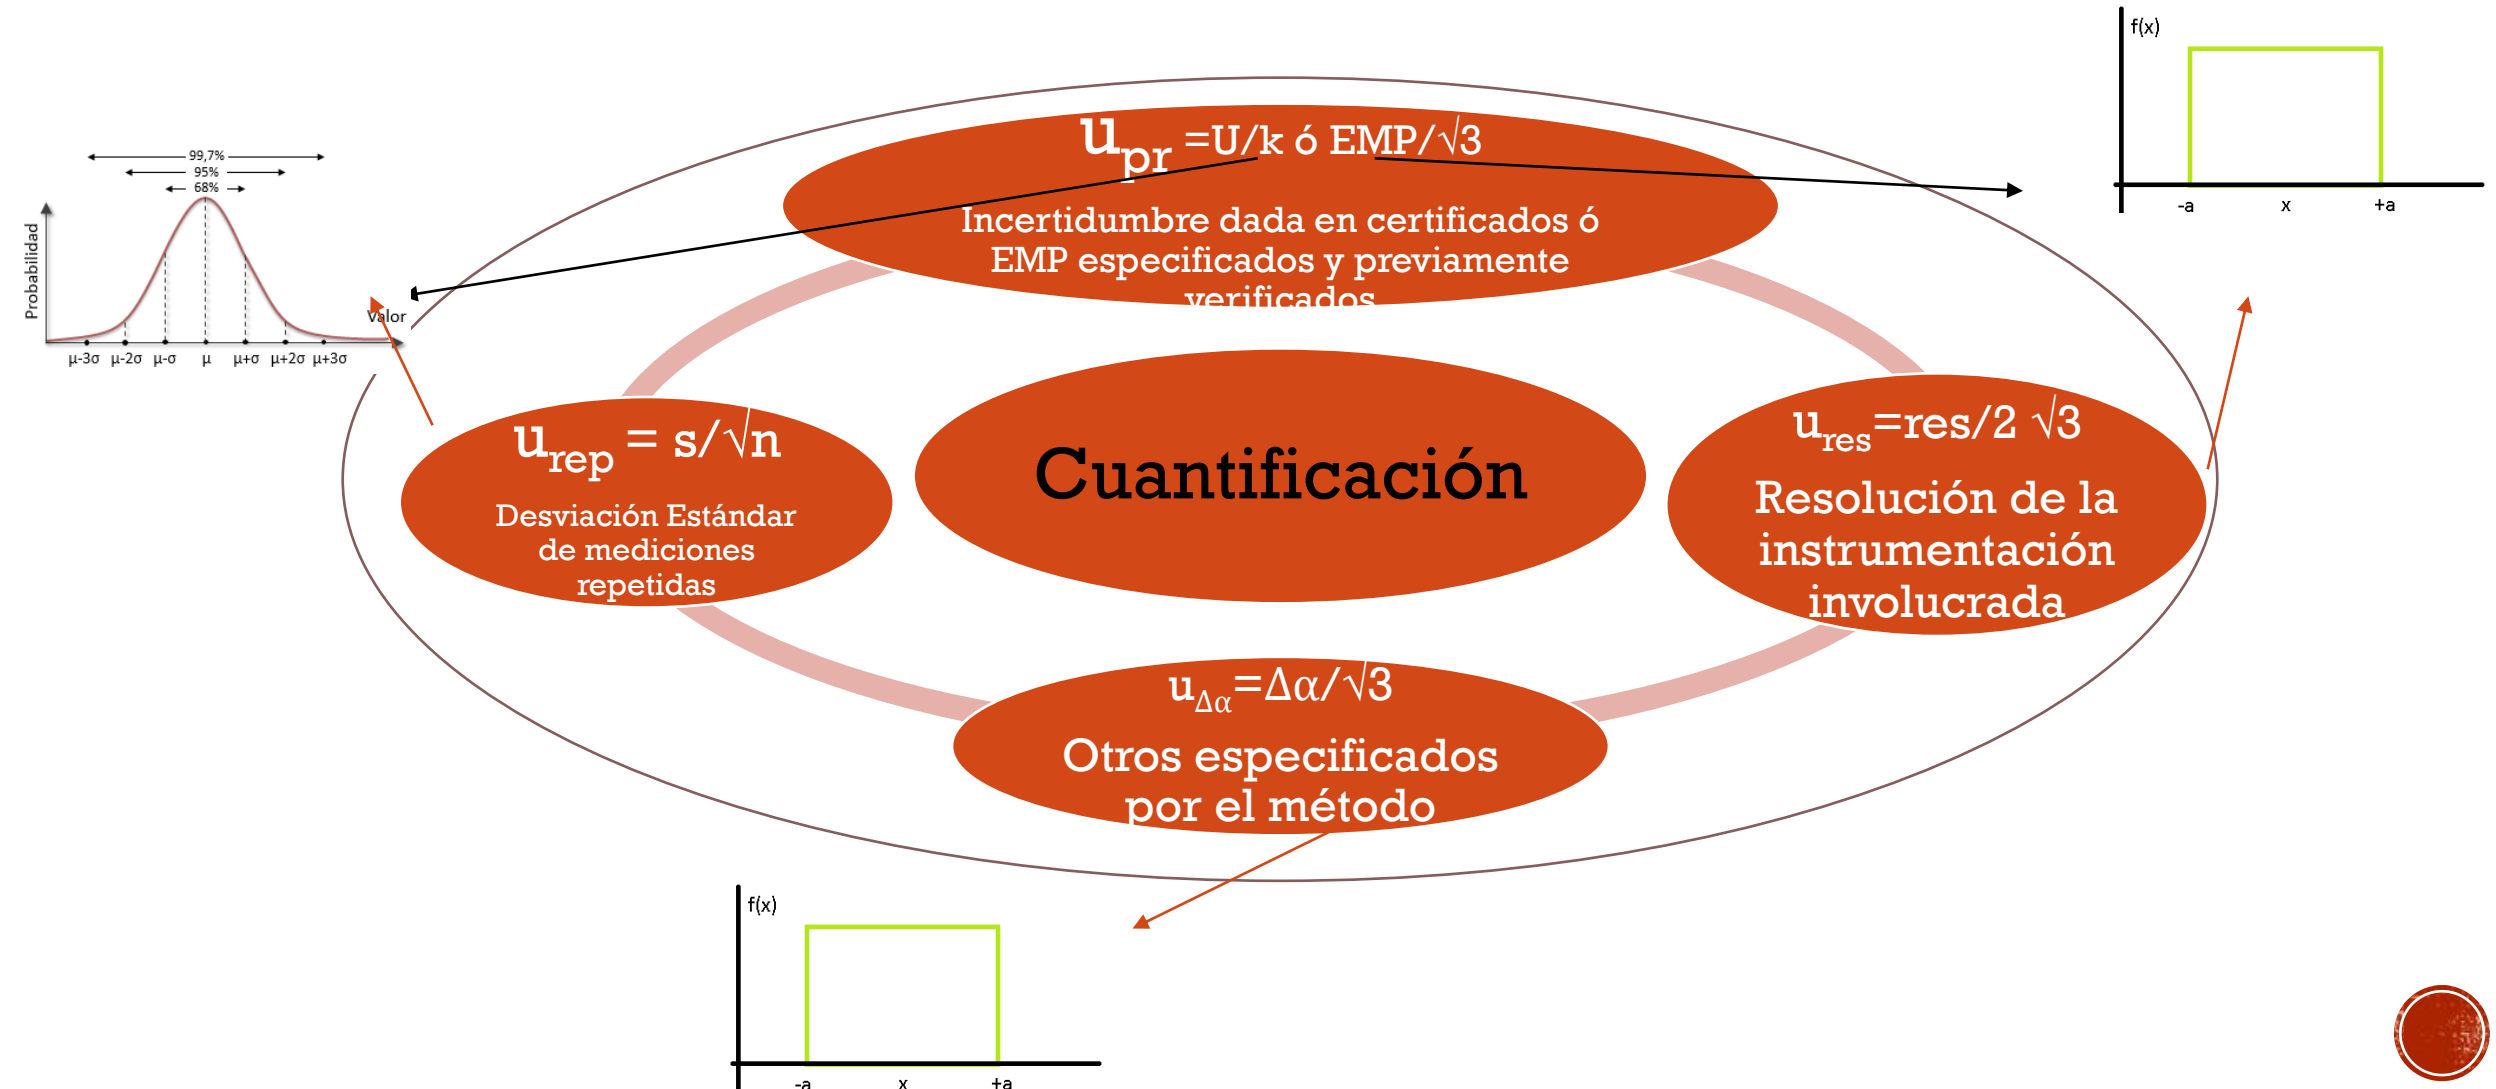 f(x)
-a x +a
99,7%
95%
68%
Probabilidad
Valor
μ-3σ μ-2σ μ-σ μ μ+σ μ+2σ μ+3σ
upr =U/k ó EMP/√3
Incertidumbre dada en certificados ó
EMP especificados y previamente
verificados
Cuantificación
urep = s/√n
Desviación Estándar
de mediciones
repetidas
ures=res/2 √3
Resolución de la
instrumentación
involucrada
uΔα=Δα/√3
Otros especificados
por el método
f(x)
-a x +a